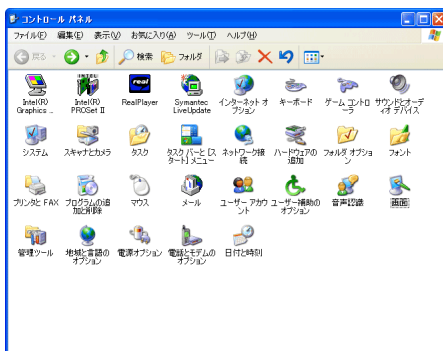 コントロール パネル
ファイル(F) 編集(E) 表示(V) お気に入り(A) ツール(T) ヘルプ(H)
戻る 検索 フォルダ
Intel(R) Graphics ...
Intel(R) PROSet II
RealPlayer
Symantec LiveUpdate
インターネット オプション
キーボード
ゲーム コントローラ
サウンドとオーディオ デバイス
システム
スキャナとカメラ
タスク
タスク バーと [スタート] メニュー
ネットワーク接続
ハードウェアの追加
フォルダ オプション
フォント
プリンタと FAX
プログラムの追加と削除
マウス
メール
ユーザー アカウント
ユーザー補助のオプション
音声認識
画面
管理ツール
地域と言語のオプション
電源オプション
電話とモデムのオプション
日付と時刻